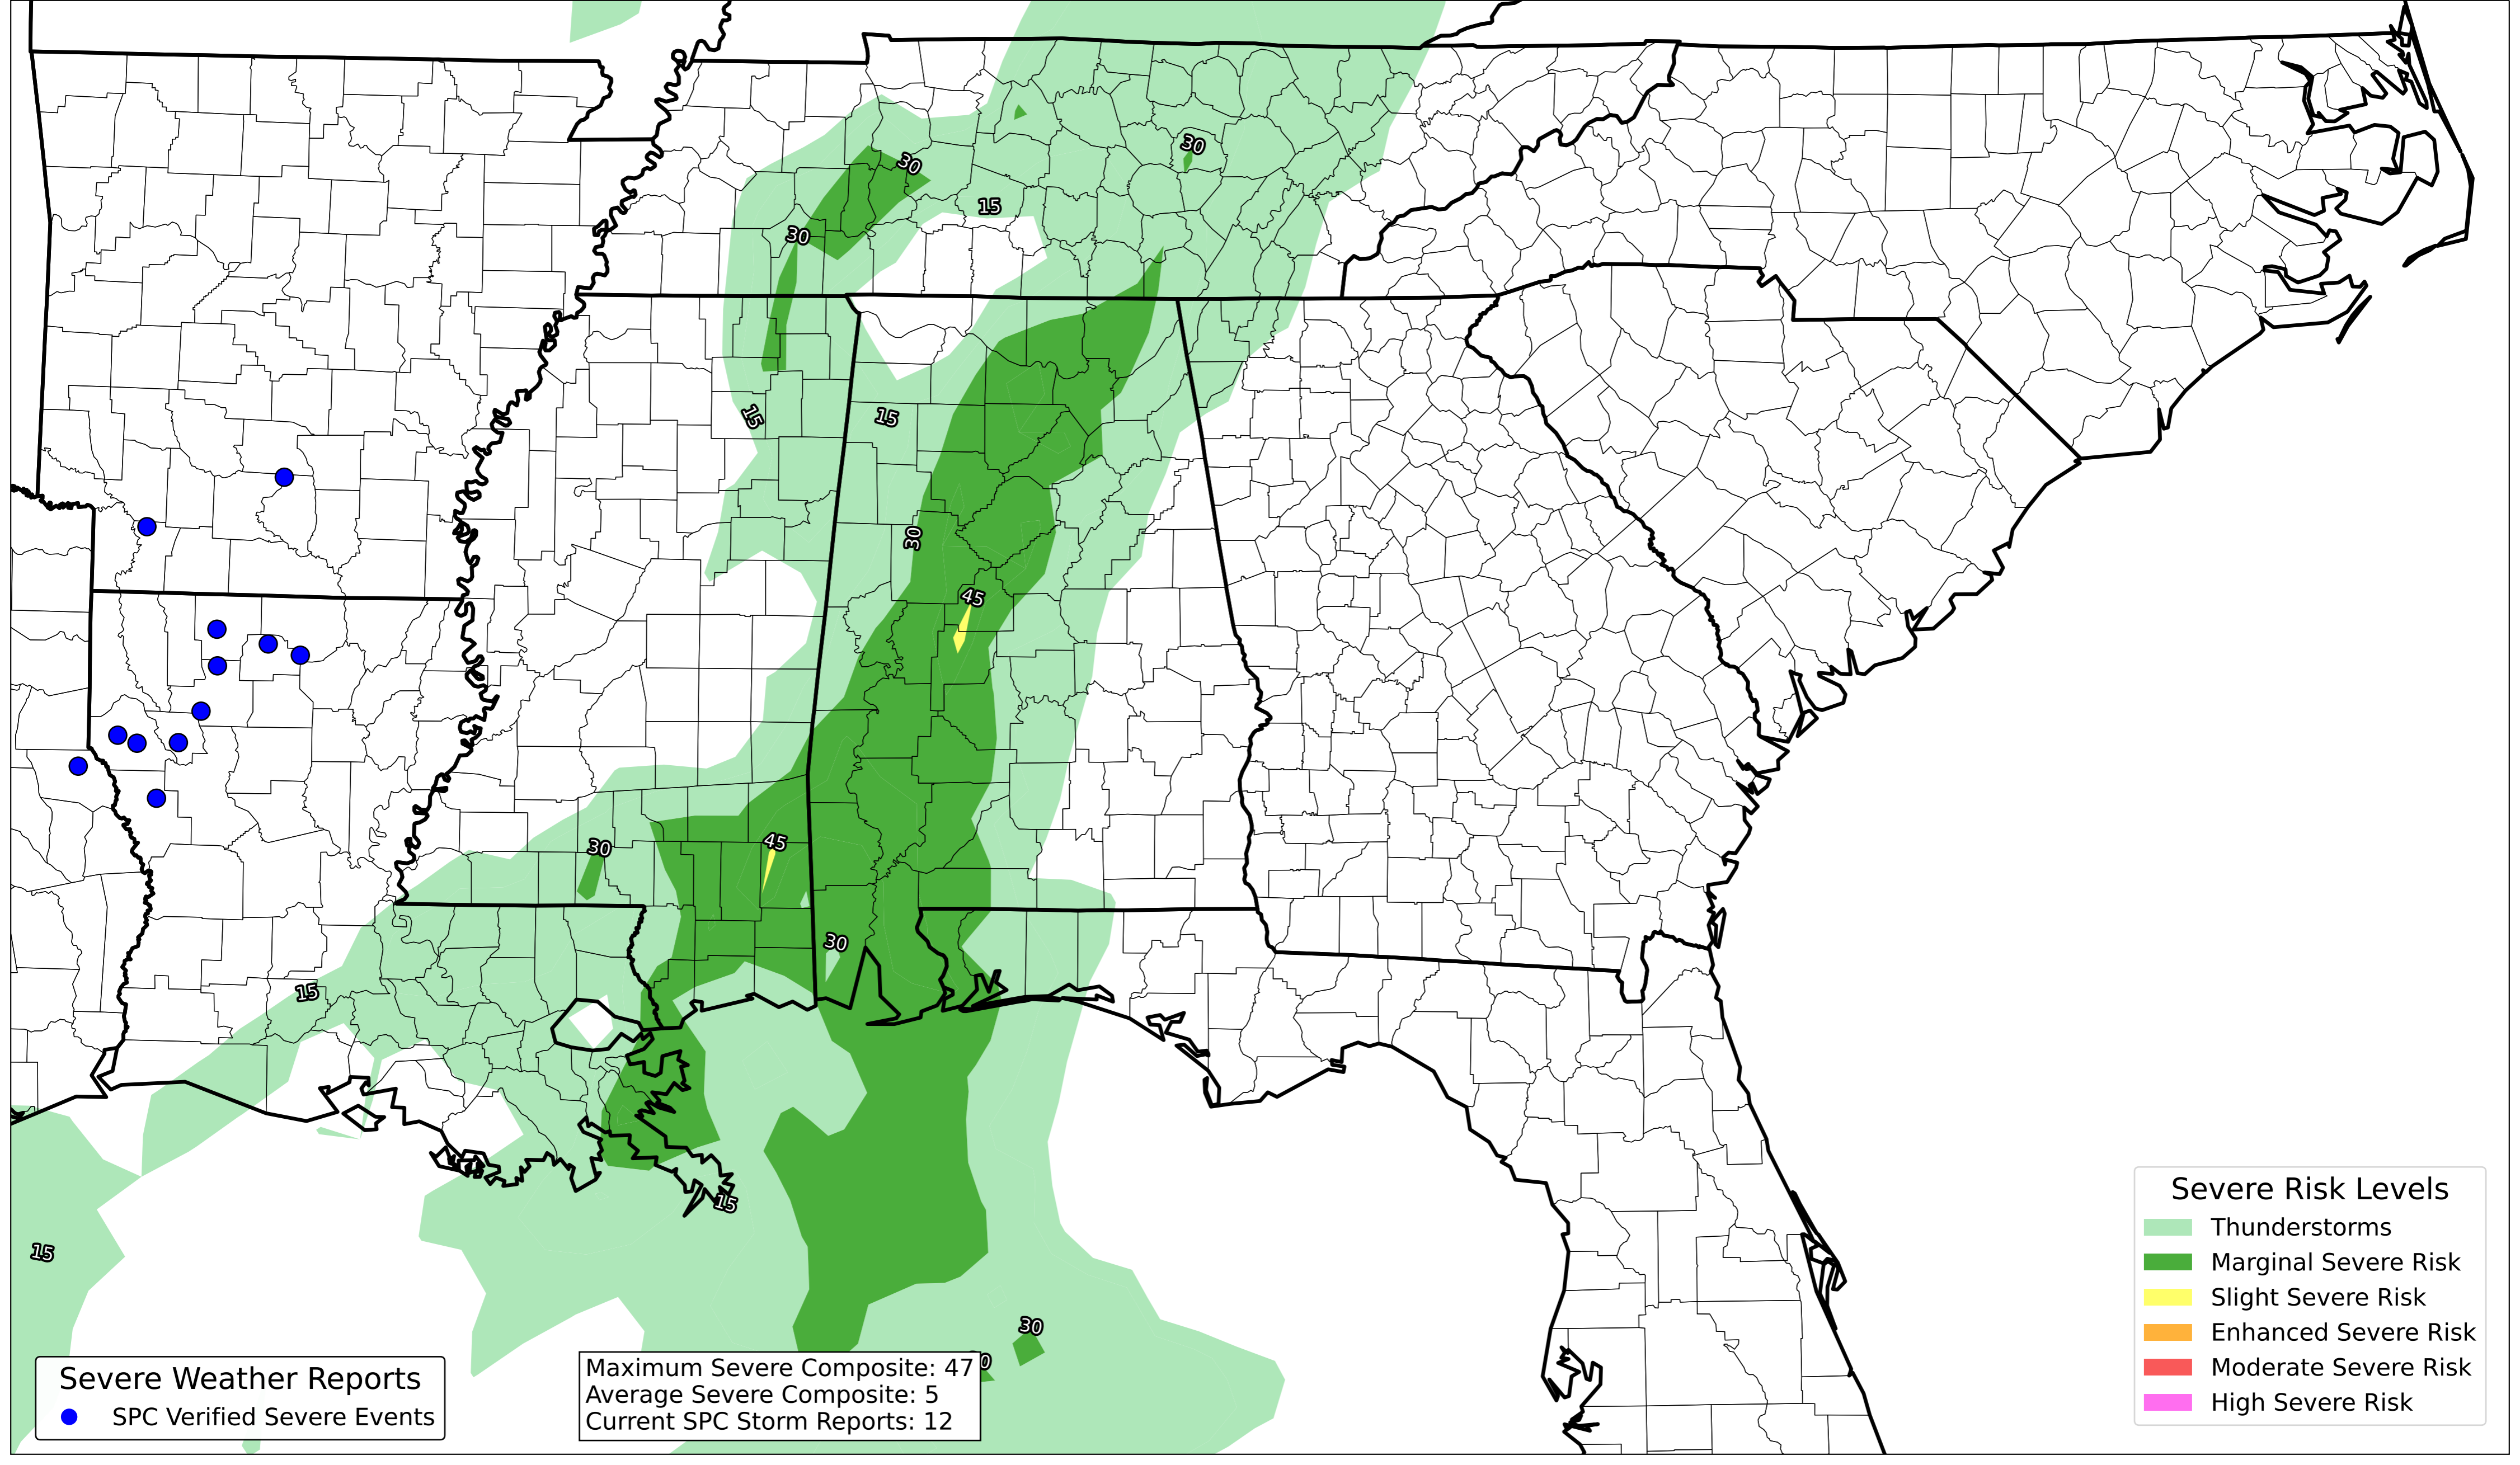 30
30
15
30
15
15
30
45
30
45
30
15
15
15
30
0
Severe Risk Levels
Thunderstorms
Marginal Severe Risk
Slight Severe Risk
Enhanced Severe Risk
Moderate Severe Risk
High Severe Risk
Severe Weather Reports
SPC Verified Severe Events
Maximum Severe Composite: 47
Average Severe Composite: 5
Current SPC Storm Reports: 12